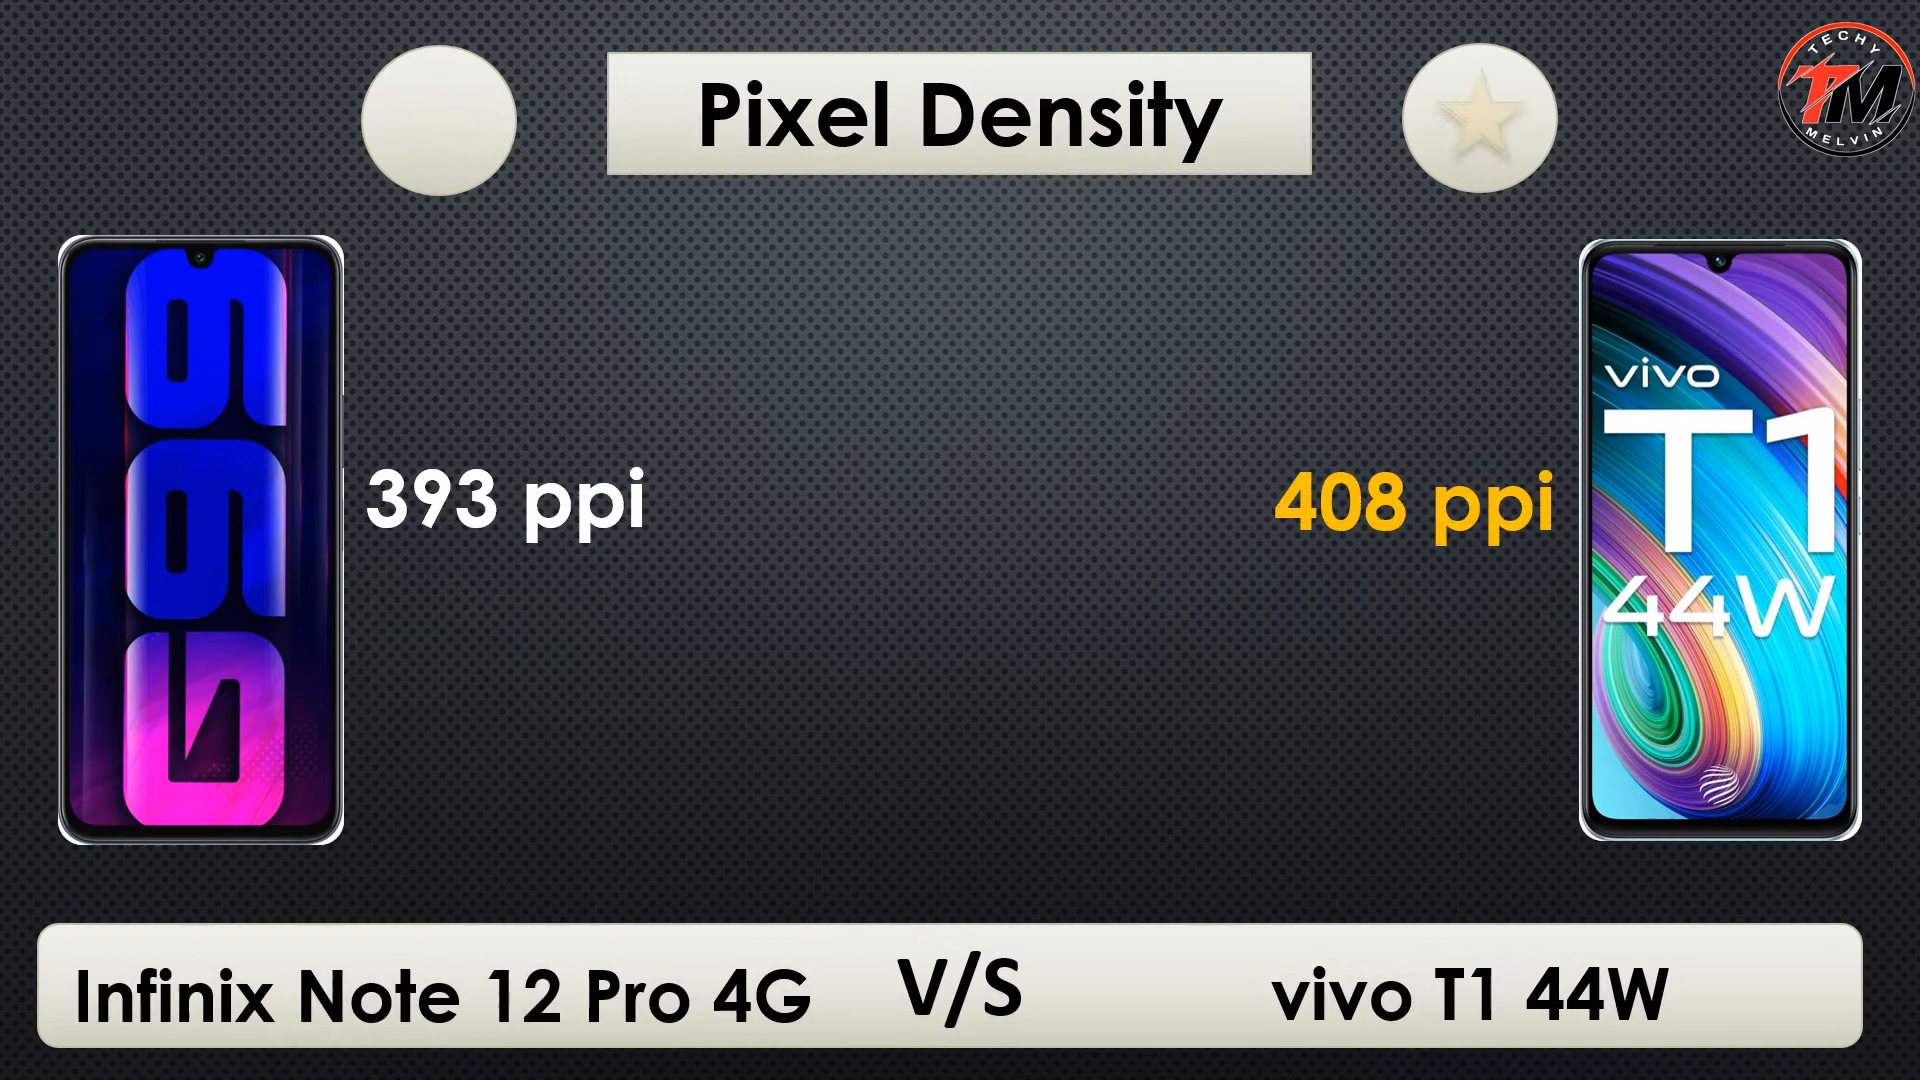 Pixel Density
TECHY
TM
MELVIN
G99
393 ppi
408 ppi
vivo
T1
44W
Infinix Note 12 Pro 4G
V/S
vivo T1 44W